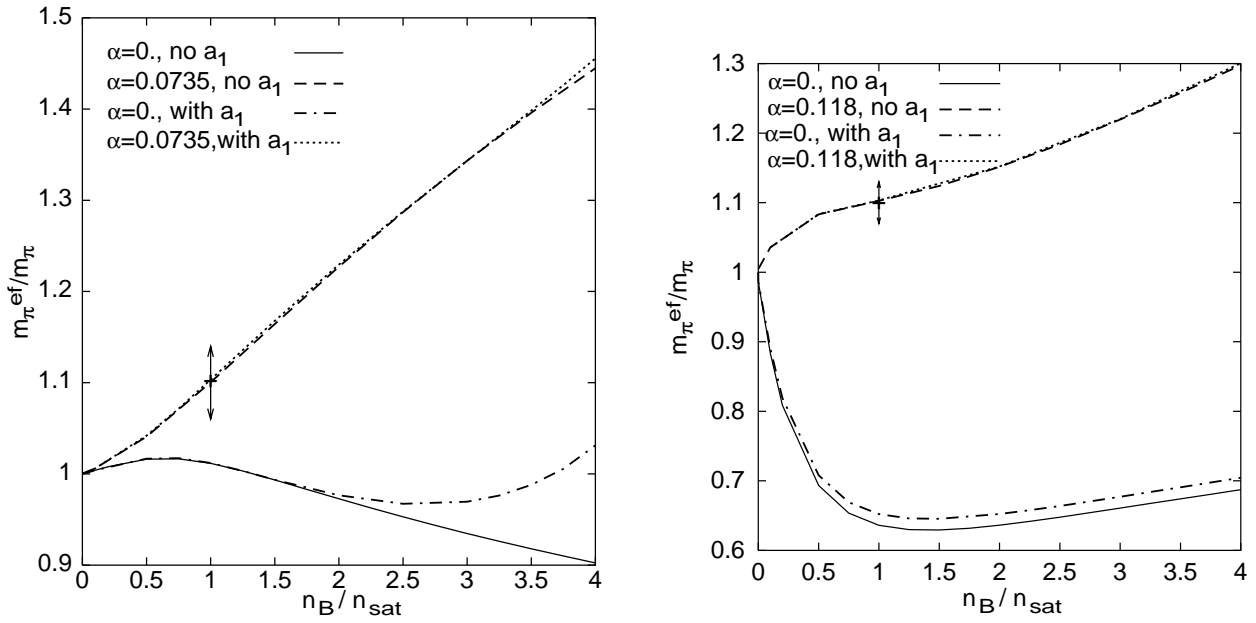 1.5
1.4
1.3
1.2
1.1
1
0.9
m_π^ef/m_π
α=0., no a₁
α=0.0735, no a₁
α=0., with a₁
α=0.0735,with a₁
0 0.5 1 1.5 2 2.5 3 3.5 4
n_B / n_sat
1.3
1.2
1.1
1
0.9
0.8
0.7
0.6
m_π^ef/m_π
α=0., no a₁
α=0.118, no a₁
α=0., with a₁
α=0.118,with a₁
0 0.5 1 1.5 2 2.5 3 3.5 4
n_B / n_sat